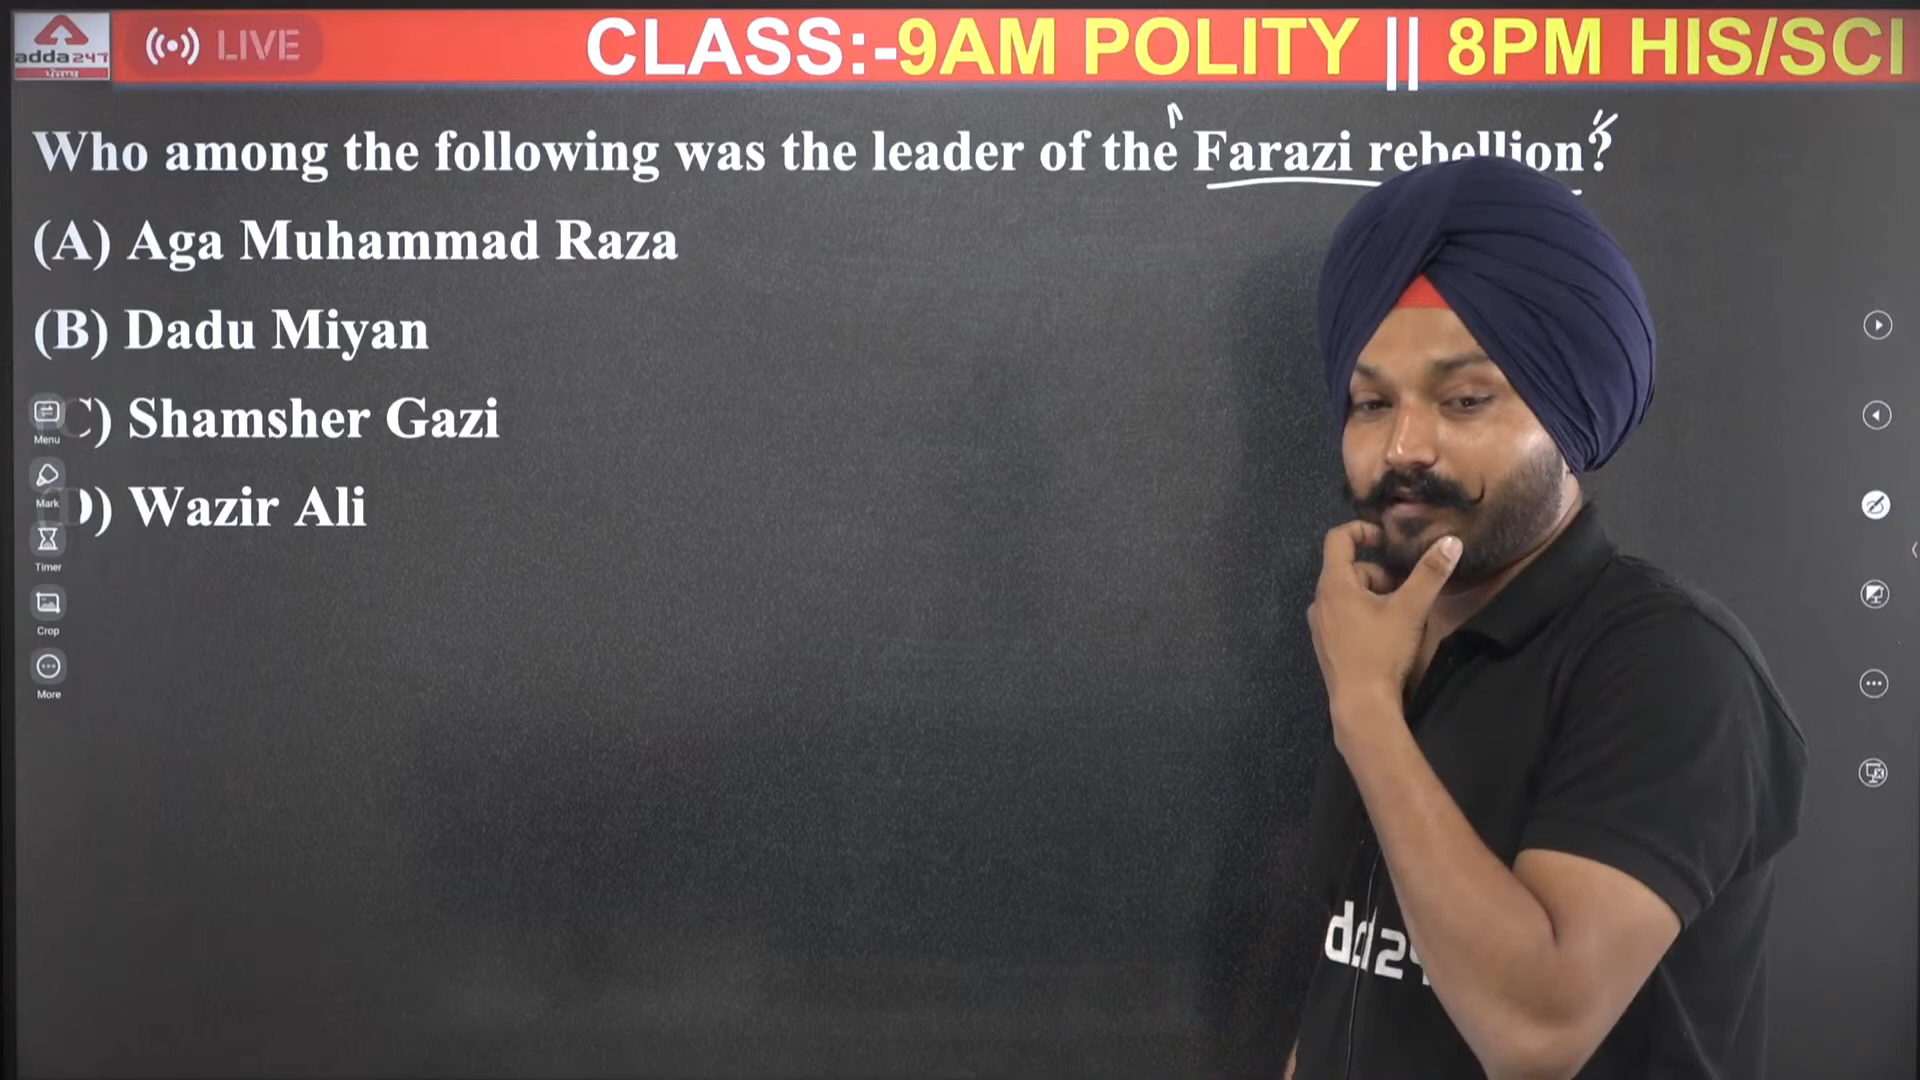 adda247
ਪੰਜਾਬ
LIVE
CLASS:-9AM POLITY || 8PM HIS/SCI
Who among the following was the leader of the Farazi rebellion?
(A) Aga Muhammad Raza
(B) Dadu Miyan
C) Shamsher Gazi
D) Wazir Ali
Menu
Mark
Timer
Crop
More